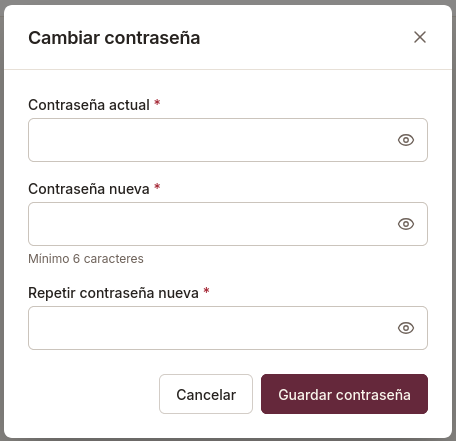 Cambiar contraseña
Contraseña actual *
Contraseña nueva *
Mínimo 6 caracteres
Repetir contraseña nueva *
Cancelar
Guardar contraseña